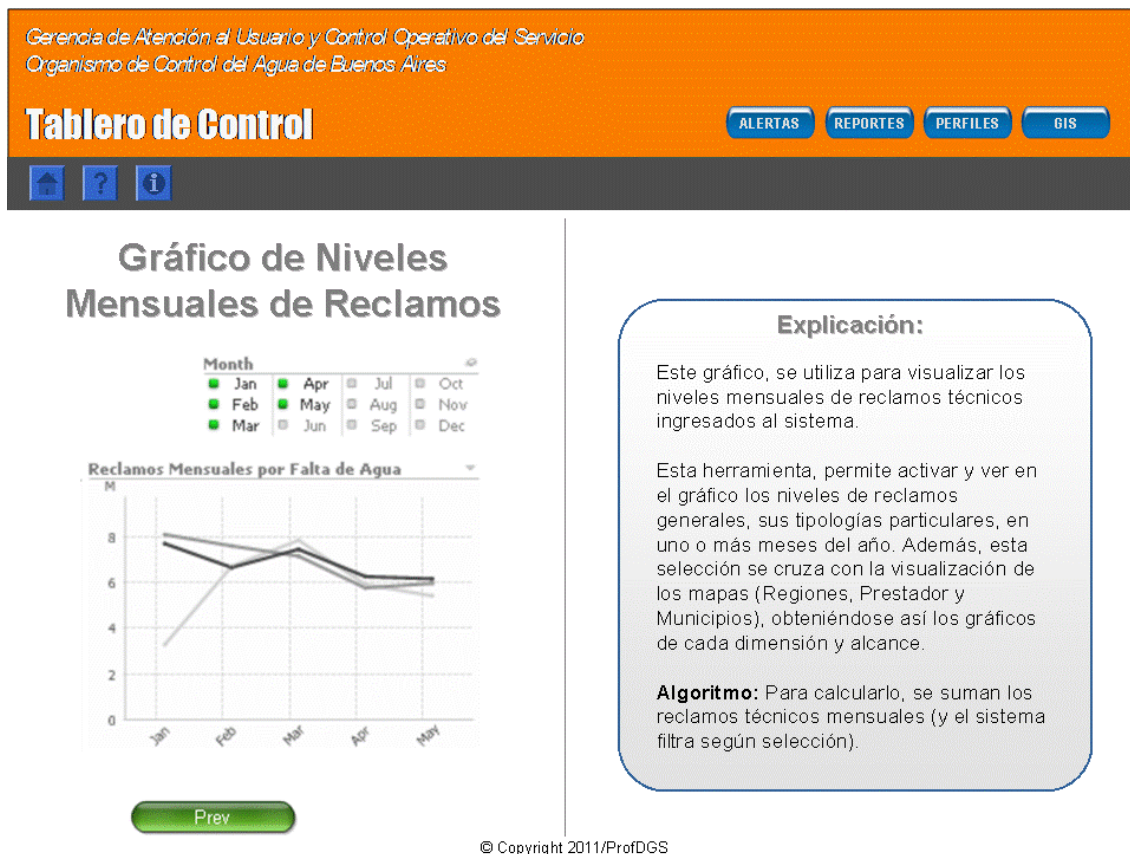 Gerencia de Atención al Usuario y Control Operativo del Servicio
Organismo de Control del Agua de Buenos Aires
Tablero de Control
ALERTAS
REPORTES
PERFILES
GIS
?
i
Gráfico de Niveles
Mensuales de Reclamos
Month
Jan Apr Jul Oct
Feb May Aug Nov
Mar Jun Sep Dec
Reclamos Mensuales por Falta de Agua
M
8
6
4
2
0
Jan Feb Mar Apr May
Prev
Explicación:
Este gráfico, se utiliza para visualizar los
niveles mensuales de reclamos técnicos
ingresados al sistema.
Esta herramienta, permite activar y ver en
el gráfico los niveles de reclamos
generales, sus tipologías particulares, en
uno o más meses del año. Además, esta
selección se cruza con la visualización de
los mapas (Regiones, Prestador y
Municipios), obteniéndose así los gráficos
de cada dimensión y alcance.
Algoritmo: Para calcularlo, se suman los
reclamos técnicos mensuales (y el sistema
filtra según selección).
© Copyright 2011/ProfDGS